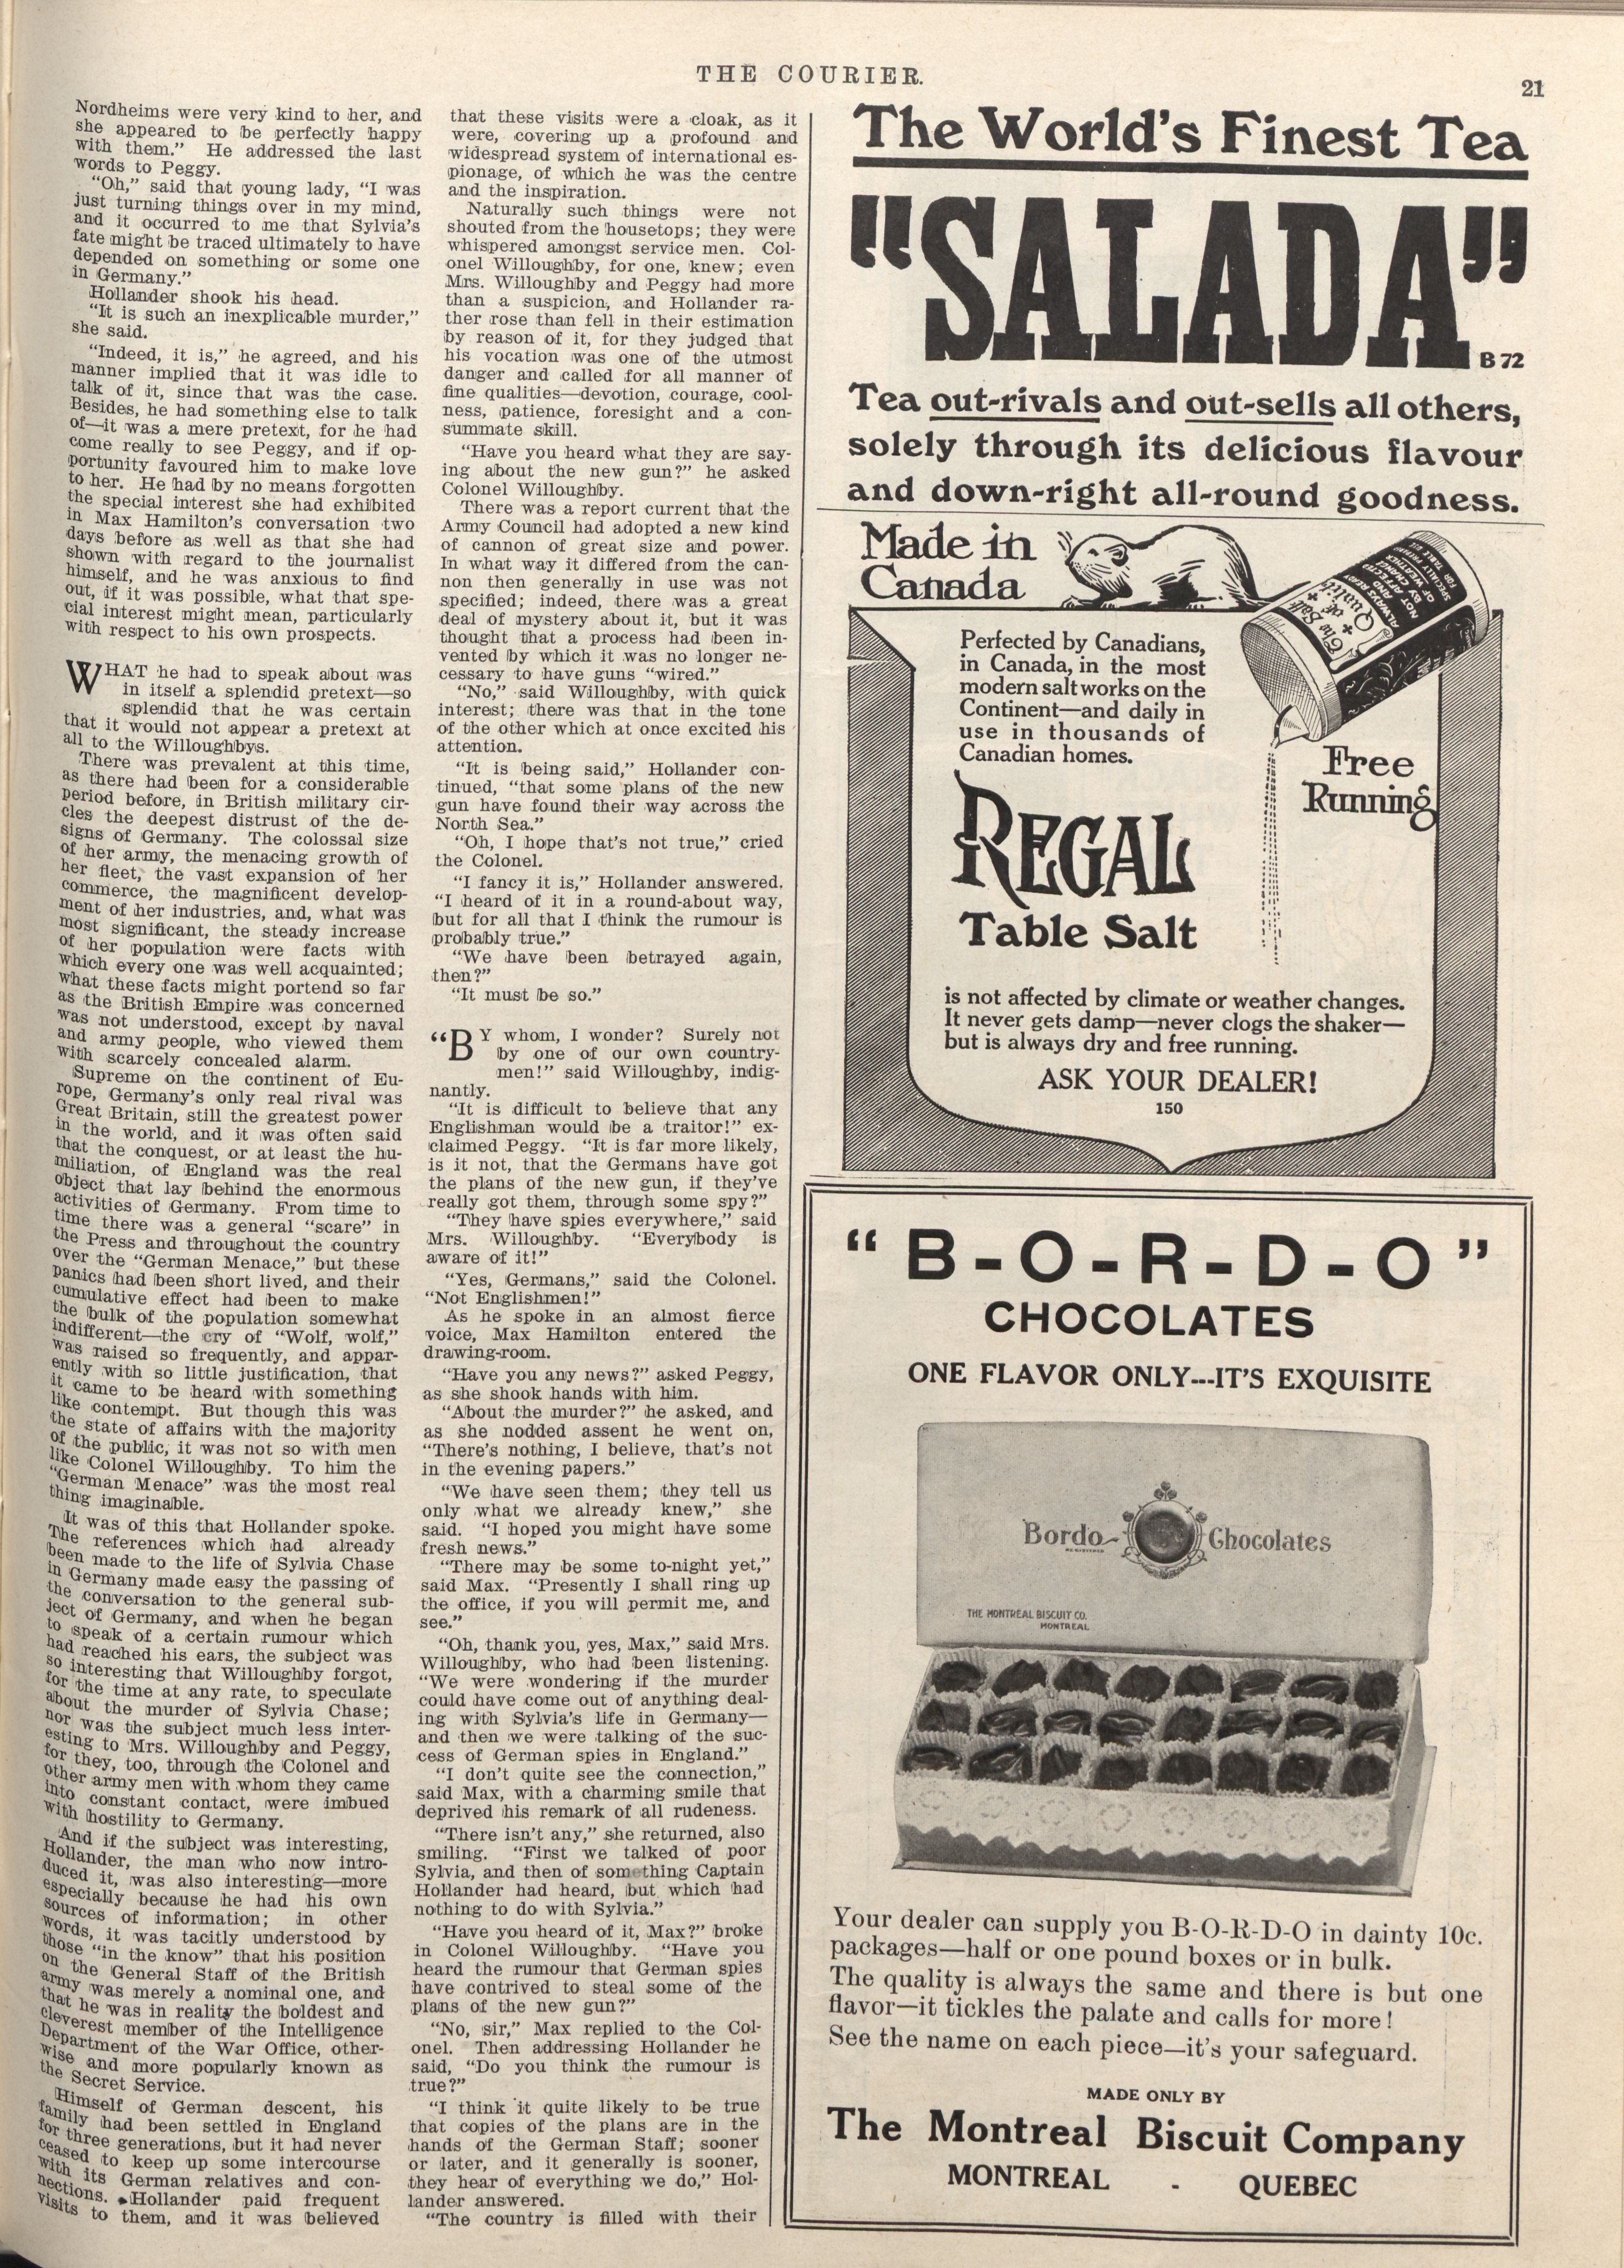 THE COURIER.
21
Nordheims were very kind to her, and
she appeared to be perfectly happy
with them." He addressed the last
words to Peggy.
"Oh," said that young lady, "I was
just turning things over in my mind,
and it occurred to me that Sylvia's
fate might be traced ultimately to have
depended on something or some one
in Germany."
Hollander shook his head.
"It is such an inexplicable murder,"
she said.
"Indeed, it is," he agreed, and his
manner implied that it was idle to
talk of it, since that was the case.
Besides, he had something else to talk
of—it was a mere pretext, for he had
come really to see Peggy, and if op-
portunity favoured him to make love
to her. He had by no means forgotten
the special interest she had exhibited
in Max Hamilton's conversation two
days before as well as that she had
shown with regard to the journalist
himself, and he was anxious to find
out, if it was possible, what that spe-
cial interest might mean, particularly
with respect to his own prospects.
WHAT he had to speak about was
in itself a splendid pretext—so
splendid that he was certain
that it would not appear a pretext at
all to the Willoughbys.
There was prevalent at this time,
as there had been for a considerable
period before, in British military cir-
cles the deepest distrust of the de-
signs of Germany. The colossal size
of her army, the menacing growth of
her fleet, the vast expansion of her
commerce, the magnificent develop-
ment of her industries, and, what was
most significant, the steady increase
of her population were facts with
which every one was well acquainted;
what these facts might portend so far
as the British Empire was concerned
was not understood, except by naval
and army people, who viewed them
with scarcely concealed alarm.
Supreme on the continent of Eu-
rope, Germany's only real rival was
Great Britain, still the greatest power
in the world, and it was often said
that the conquest, or at least the hu-
miliation, of England was the real
object that lay behind the enormous
activities of Germany. From time to
time there was a general "scare" in
the Press and throughout the country
over the "German Menace," but these
panics had been short lived, and their
cumulative effect had been to make
the bulk of the population somewhat
indifferent—the cry of "Wolf, wolf,"
was raised so frequently, and appar-
ently with so little justification, that
it came to be heard with something
like contempt. But though this was
the state of affairs with the majority
of the public, it was not so with men
like Colonel Willoughby. To him the
"German Menace" was the most real
thing imaginable.
It was of this that Hollander spoke.
The references which had already
been made to the life of Sylvia Chase
in Germany made easy the passing of
the conversation to the general sub-
ject of Germany, and when he began
to speak of a certain rumour which
had reached his ears, the subject was
so interesting that Willoughby forgot,
for the time at any rate, to speculate
about the murder of Sylvia Chase;
nor was the subject much less inter-
esting to Mrs. Willoughby and Peggy,
for they, too, through the Colonel and
other army men with whom they came
into constant contact, were imbued
with hostility to Germany.
And if the subject was interesting,
Hollander, the man who now intro-
duced it, was also interesting—more
especially because he had his own
sources of information; in other
words, it was tacitly understood by
those "in the know" that his position
on the General Staff of the British
army was merely a nominal one, and
that he was in reality the boldest and
cleverest member of the Intelligence
Department of the War Office, other-
wise and more popularly known as
the Secret Service.
Himself of German descent, his
family had been settled in England
for three generations, but it had never
ceased to keep up some intercourse
with its German relatives and con-
nections. Hollander paid frequent
visits to them, and it was believed
that these visits were a cloak, as it
were, covering up a profound and
widespread system of international es-
pionage, of which he was the centre
and the inspiration.
Naturally such things were not
shouted from the housetops; they were
whispered amongst service men. Col-
onel Willoughby, for one, knew; even
Mrs. Willoughby and Peggy had more
than a suspicion, and Hollander ra-
ther rose than fell in their estimation
by reason of it, for they judged that
his vocation was one of the utmost
danger and called for all manner of
fine qualities—devotion, courage, cool-
ness, patience, foresight and a con-
summate skill.
"Have you heard what they are say-
ing about the new gun?" he asked
Colonel Willoughby.
There was a report current that the
Army Council had adopted a new kind
of cannon of great size and power.
In what way it differed from the can-
non then generally in use was not
specified; indeed, there was a great
deal of mystery about it, but it was
thought that a process had been in-
vented by which it was no longer ne-
cessary to have guns "wired."
"No," said Willoughby, with quick
interest; there was that in the tone
of the other which at once excited his
attention.
"It is being said," Hollander con-
tinued, "that some plans of the new
gun have found their way across the
North Sea."
"Oh, I hope that's not true," cried
the Colonel.
"I fancy it is," Hollander answered.
"I heard of it in a round-about way,
but for all that I think the rumour is
probably true."
"We have been betrayed again,
then?"
"It must be so."
"BY whom, I wonder? Surely not
by one of our own country-
men!" said Willoughby, indig-
nantly.
"It is difficult to believe that any
Englishman would be a traitor!" ex-
claimed Peggy. "It is far more likely,
is it not, that the Germans have got
the plans of the new gun, if they've
really got them, through some spy?"
"They have spies everywhere," said
Mrs. Willoughby. "Everybody is
aware of it!"
"Yes, Germans," said the Colonel.
"Not Englishmen!"
As he spoke in an almost fierce
voice, Max Hamilton entered the
drawing-room.
"Have you any news?" asked Peggy,
as she shook hands with him.
"About the murder?" he asked, and
as she nodded assent he went on,
"There's nothing, I believe, that's not
in the evening papers."
"We have seen them; they tell us
only what we already knew," she
said. "I hoped you might have some
fresh news."
"There may be some to-night yet,"
said Max. "Presently I shall ring up
the office, if you will permit me, and
see."
"Oh, thank you, yes, Max," said Mrs.
Willoughby, who had been listening.
"We were wondering if the murder
could have come out of anything deal-
ing with Sylvia's life in Germany—
and then we were talking of the suc-
cess of German spies in England."
"I don't quite see the connection,"
said Max, with a charming smile that
deprived his remark of all rudeness.
"There isn't any," she returned, also
smiling. "First we talked of poor
Sylvia, and then of something Captain
Hollander had heard, but which had
nothing to do with Sylvia."
"Have you heard of it, Max?" broke
in Colonel Willoughby. "Have you
heard the rumour that German spies
have contrived to steal some of the
plans of the new gun?"
"No, sir," Max replied to the Col-
onel. Then addressing Hollander he
said, "Do you think the rumour is
true?"
"I think it quite likely to be true
that copies of the plans are in the
hands of the German Staff; sooner
or later, and it generally is sooner,
they hear of everything we do," Hol-
lander answered.
"The country is filled with their
The World's Finest Tea
"SALADA"
B 72
Tea out-rivals and out-sells all others,
solely through its delicious flavour
and down-right all-round goodness.
Made in
Canada
The Salt
of
Quality
ALWAYS READY
NOT AFFECTED
BY CHANGE
OF WEATHER
SPECIALLY PREPARED
FOR TABLE
Perfected by Canadians,
in Canada, in the most
modern salt works on the
Continent—and daily in
use in thousands of
Canadian homes.
Free
Running
REGAL
Table Salt
is not affected by climate or weather changes.
It never gets damp—never clogs the shaker—
but is always dry and free running.
ASK YOUR DEALER!
150
"B-O-R-D-O"
CHOCOLATES
ONE FLAVOR ONLY---IT'S EXQUISITE
Bordo Chocolates
REGISTERED
THE MONTREAL BISCUIT CO.
MONTREAL
Your dealer can supply you B-O-R-D-O in dainty 10c.
packages—half or one pound boxes or in bulk.
The quality is always the same and there is but one
flavor—it tickles the palate and calls for more!
See the name on each piece—it's your safeguard.
MADE ONLY BY
The Montreal Biscuit Company
MONTREAL - QUEBEC